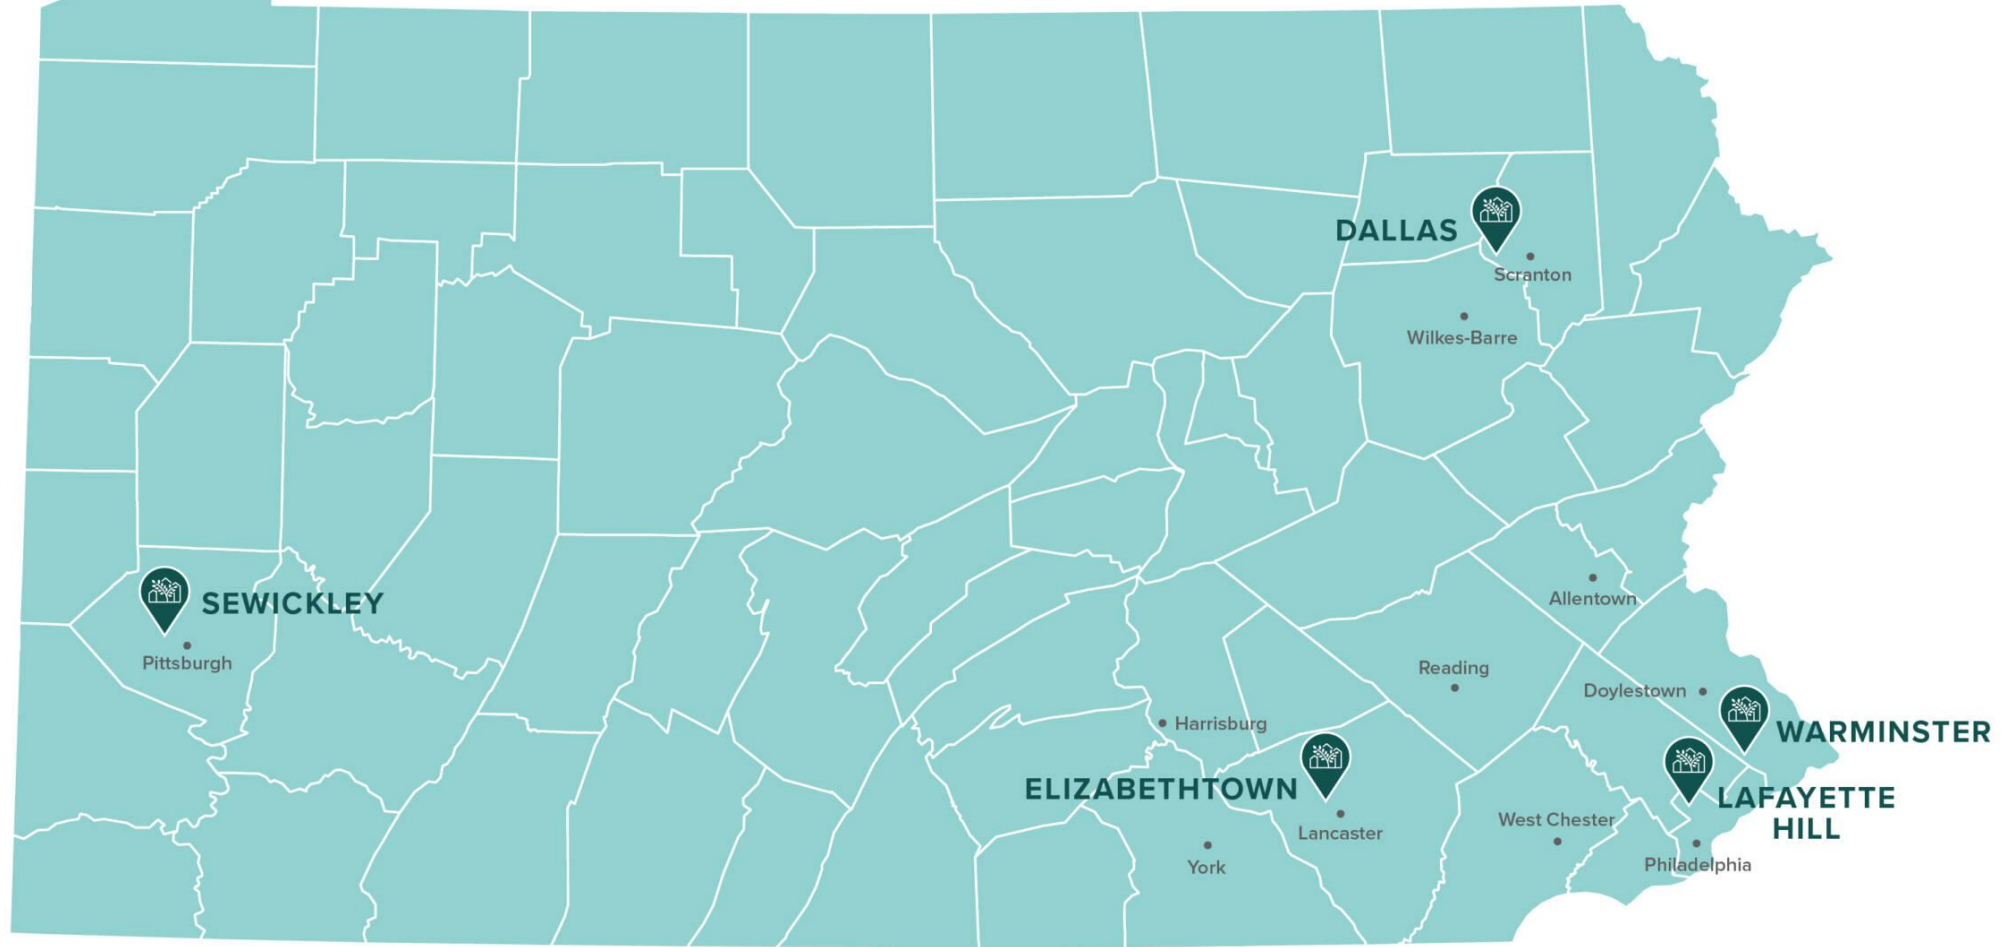 DALLAS
Scranton
Wilkes-Barre
Allentown
SEWICKLEY
Pittsburgh
Reading
Doylestown
Harrisburg
WARMINSTER
ELIZABETHTOWN
LAFAYETTE
HILL
West Chester
Lancaster
York
Philadelphia